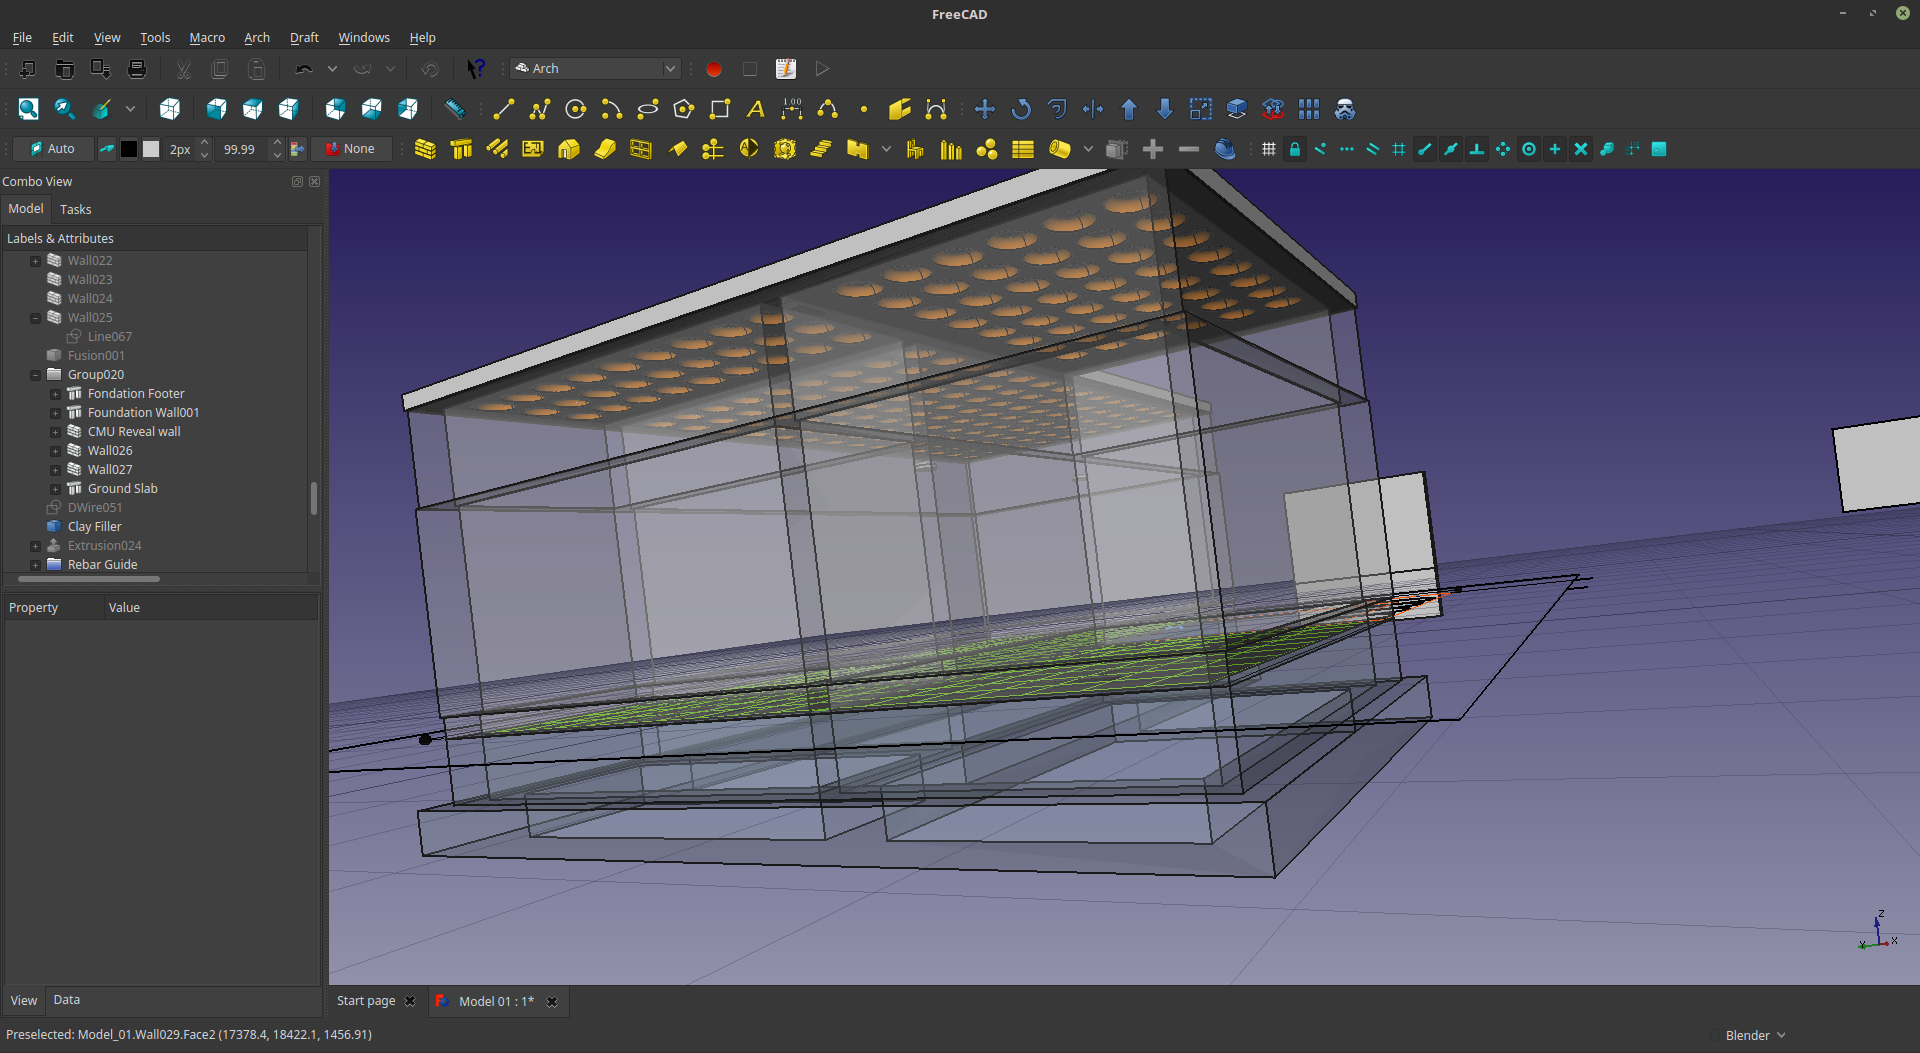 FreeCAD
File Edit View Tools Macro Arch Draft Windows Help
Arch
A 1.00
Auto 2px 99.99 None
Combo View
Model Tasks
Labels & Attributes
Wall022
Wall023
Wall024
Wall025
Line067
Fusion001
Group020
Fondation Footer
Foundation Wall001
CMU Reveal wall
Wall026
Wall027
Ground Slab
DWire051
Clay Filler
Extrusion024
Rebar Guide
Property Value
z
Y x
View Data
Start page Model 01 : 1*
Preselected: Model_01.Wall029.Face2 (17378.4, 18422.1, 1456.91)
Blender